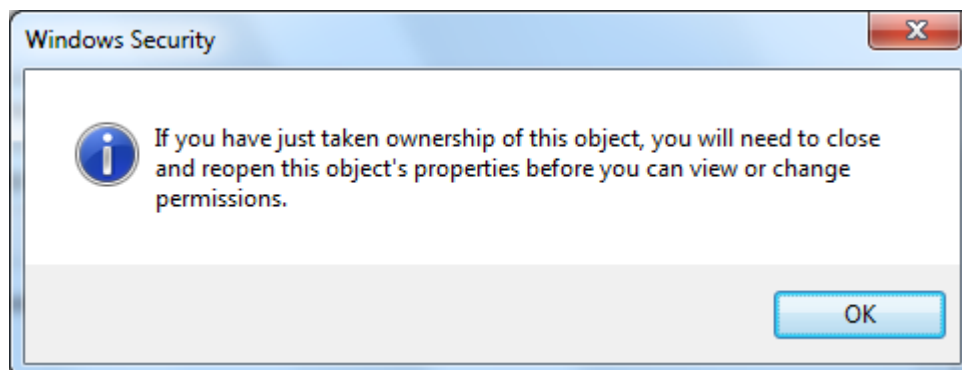 Windows Security
If you have just taken ownership of this object, you will need to close
and reopen this object's properties before you can view or change
permissions.
OK